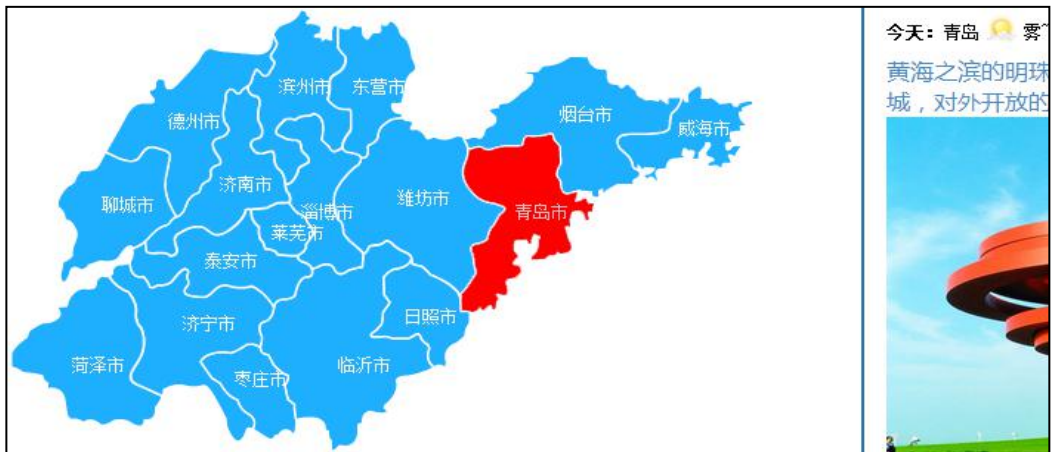 滨州市
东营市
德州市
烟台市
威海市
济南市
聊城市
淄博市
潍坊市
青岛市
莱芜市
泰安市
济宁市
日照市
菏泽市
枣庄市
临沂市
今天：青岛 雾
黄海之滨的明珠
城，对外开放的